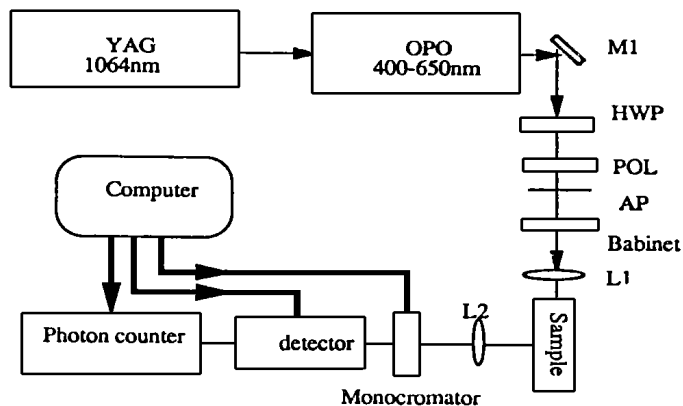 YAG
1064nm
OPO
400-650nm
M1
HWP
POL
AP
Babinet
L1
Computer
L2
Sample
Photon counter
detector
Monocromator